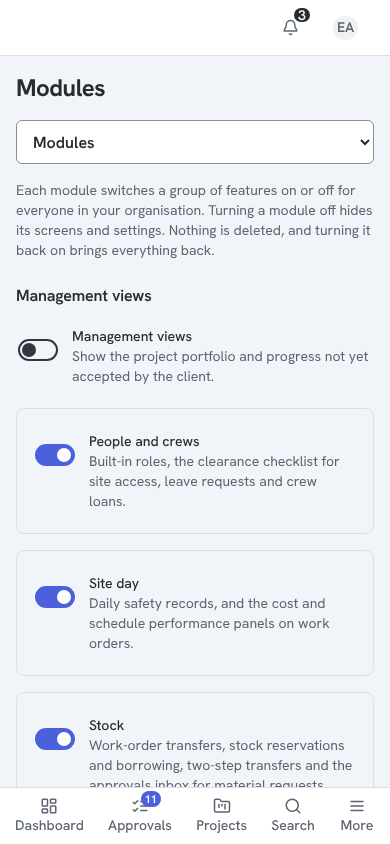 3
EA
Modules
Modules
Each module switches a group of features on or off for
everyone in your organisation. Turning a module off hides
its screens and settings. Nothing is deleted, and turning it
back on brings everything back.
Management views
Management views
Show the project portfolio and progress not yet
accepted by the client.
People and crews
Built-in roles, the clearance checklist for
site access, leave requests and crew
loans.
Site day
Daily safety records, and the cost and
schedule performance panels on work
orders.
Stock
Work-order transfers, stock reservations
and borrowing, two-step transfers and the
approvals inbox for material requests
11
Dashboard
Approvals
Projects
Search
More